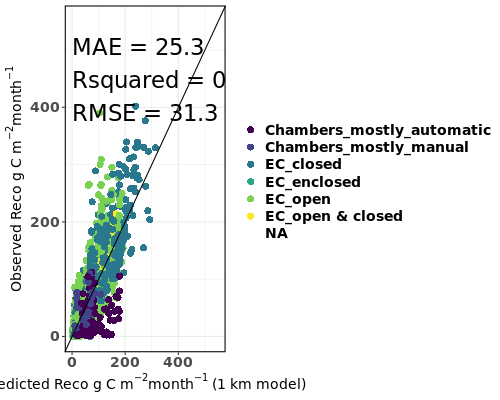 MAE = 25.3
Rsquared = 0
RMSE = 31.3
Observed Reco g C m⁻²month⁻¹
400
200
0
0 200 400
edicted Reco g C m⁻²month⁻¹ (1 km model)
Chambers_mostly_automatic
Chambers_mostly_manual
EC_closed
EC_enclosed
EC_open
EC_open & closed
NA